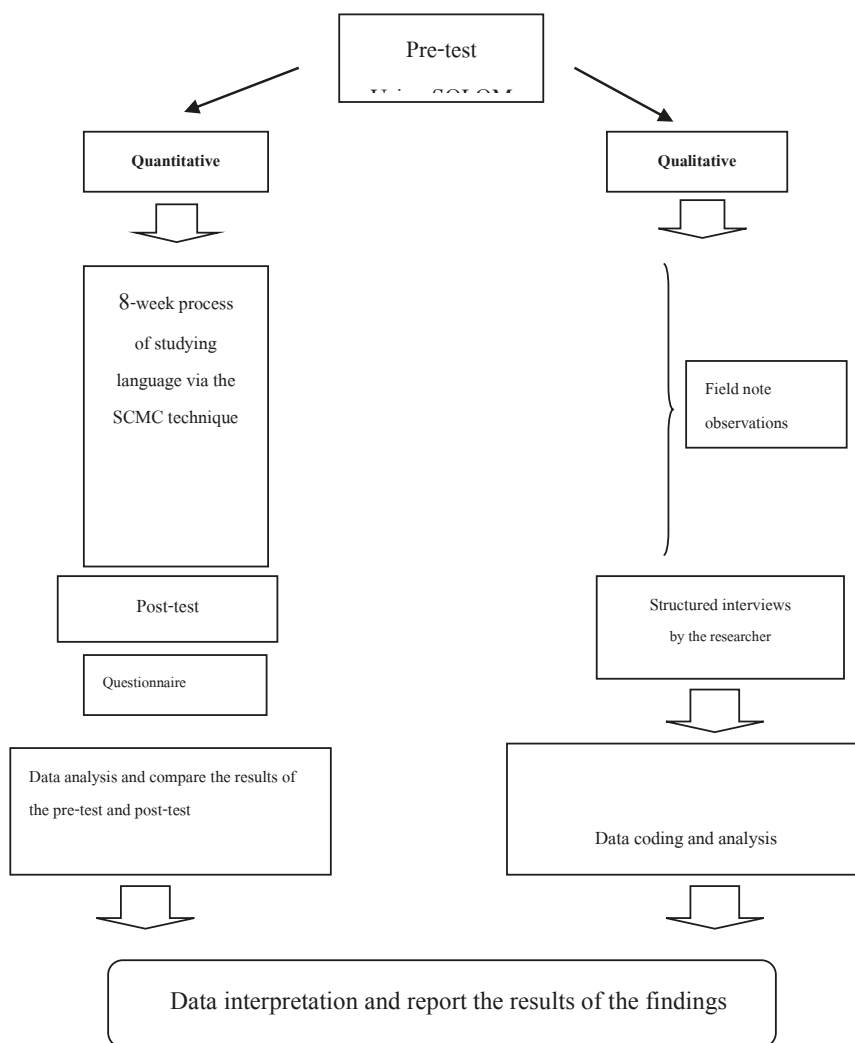 Pre-test
Quantitative
Qualitative
8-week process
of studying
language via the
SCMC technique
Field note
observations
Post-test
Structured interviews
by the researcher
Questionnaire
Data analysis and compare the results of
the pre-test and post-test
Data coding and analysis
Data interpretation and report the results of the findings